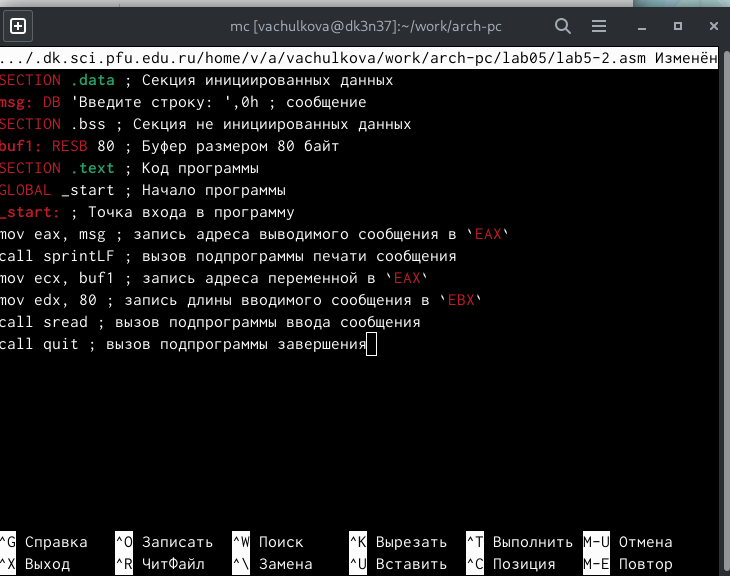 mc [vachulkova@dk3n37]:~/work/arch-pc
.../.dk.sci.pfu.edu.ru/home/v/a/vachulkova/work/arch-pc/lab05/lab5-2.asm Изменён
SECTION .data ; Секция инициированных данных
msg: DB 'Введите строку: ',0h ; сообщение
SECTION .bss ; Секция не инициированных данных
buf1: RESB 80 ; Буфер размером 80 байт
SECTION .text ; Код программы
GLOBAL _start ; Начало программы
_start: ; Точка входа в программу
mov eax, msg ; запись адреса выводимого сообщения в `EAX`
call sprintLF ; вызов подпрограммы печати сообщения
mov ecx, buf1 ; запись адреса переменной в `EAX`
mov edx, 80 ; запись длины вводимого сообщения в `EBX`
call sread ; вызов подпрограммы ввода сообщения
call quit ; вызов подпрограммы завершения
^G Справка ^O Записать ^W Поиск ^K Вырезать ^T Выполнить M-U Отмена
^X Выход ^R ЧитФайл ^\ Замена ^U Вставить ^C Позиция M-E Повтор